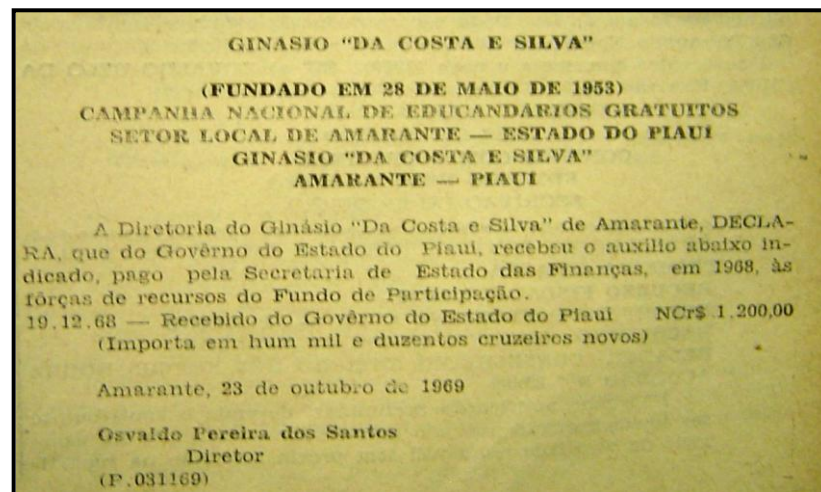 GINASIO "DA COSTA E SILVA"
(FUNDADO EM 28 DE MAIO DE 1953)
CAMPANHA NACIONAL DE EDUCANDÁRIOS GRATUITOS
SETOR LOCAL DE AMARANTE — ESTADO DO PIAUI
GINASIO "DA COSTA E SILVA"
AMARANTE — PIAUÍ
A Diretoria do Ginásio "Da Costa e Silva" de Amarante, DECLA-
RA, que do Govêrno do Estado do Piaui, recebeu o auxilio abaixo in-
dicado, pago pela Secretaria de Estado das Finanças, em 1968, às
fôrças de recursos do Fundo de Participação.
19.12.68 — Recebido do Govêrno do Estado do Piaui NCr$ 1.200,00
(Importa em hum mil e duzentos cruzeiros novos)
Amarante, 23 de outubro de 1969
Osvaldo Pereira dos Santos
Diretor
(P.031169)